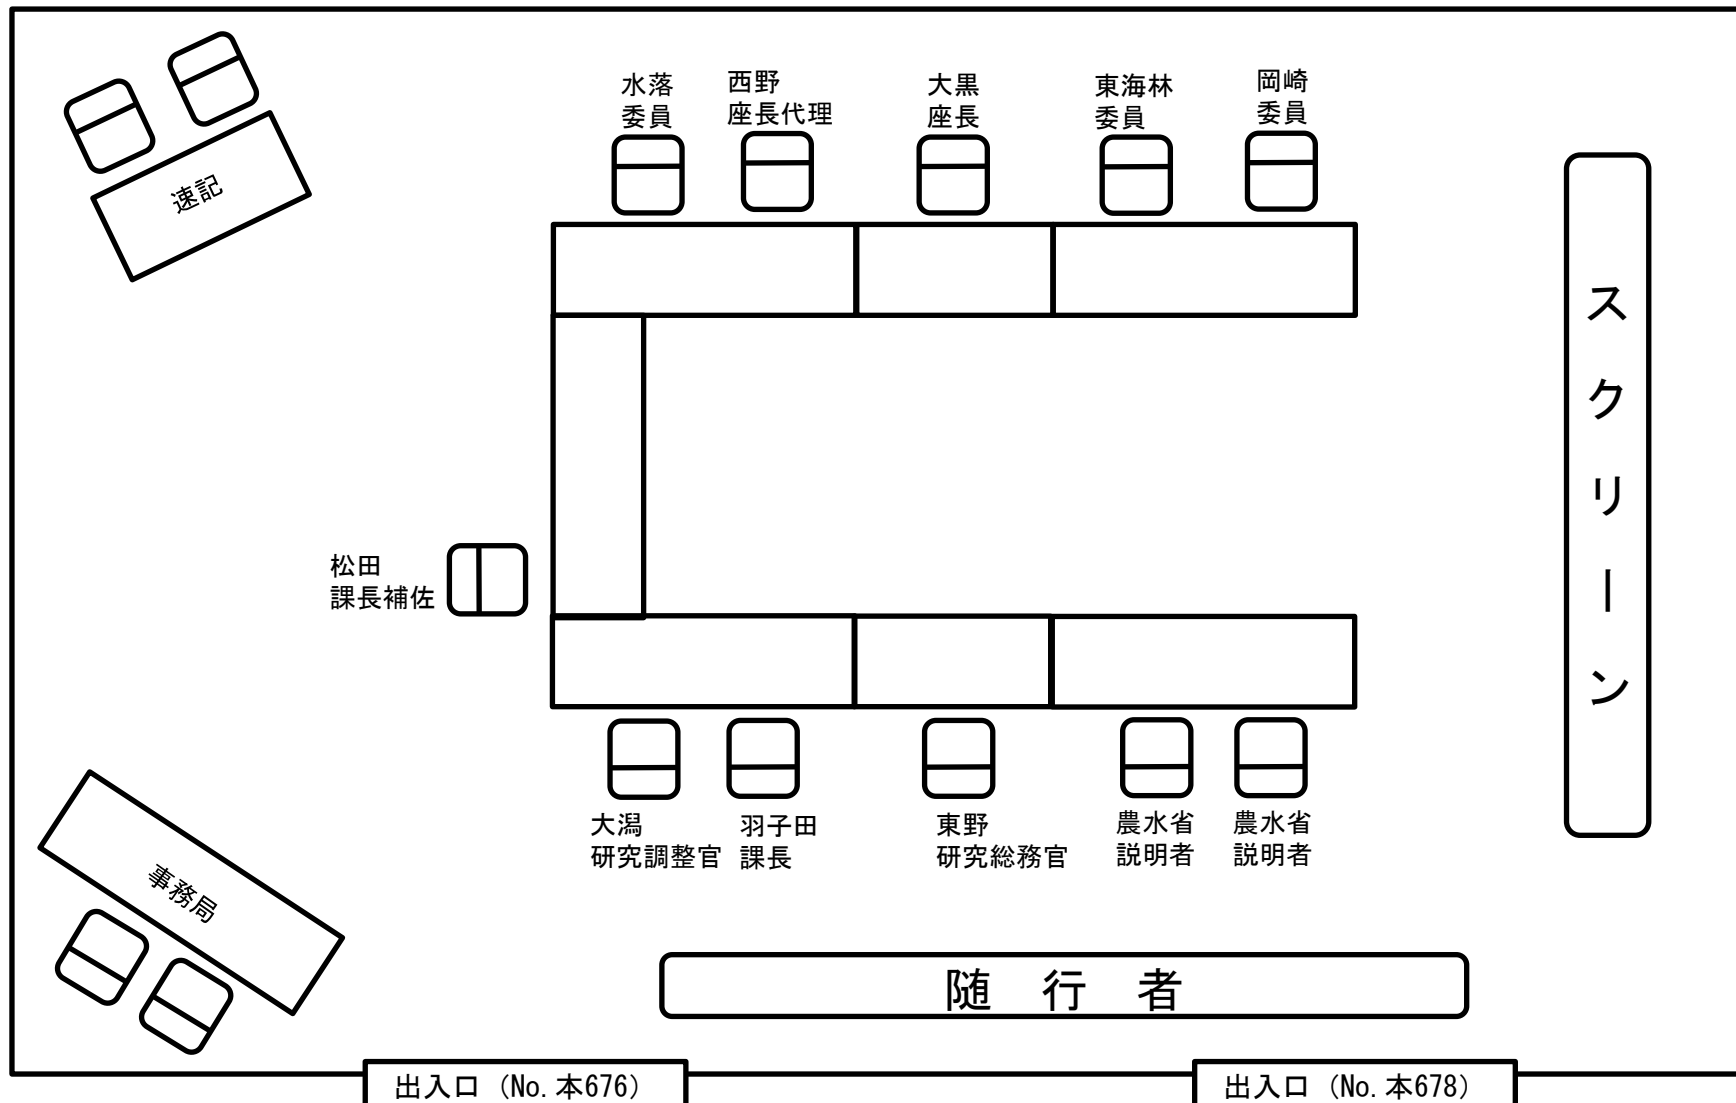 水落
委員
西野
座長代理
大黒
座長
東海林
委員
岡崎
委員
速記
スクリーン
松田
課長補佐
大潟
研究調整官
羽子田
課長
東野
研究総務官
農水省
説明者
農水省
説明者
事務局
随 行 者
出入口（No.本676）
出入口（No.本678）